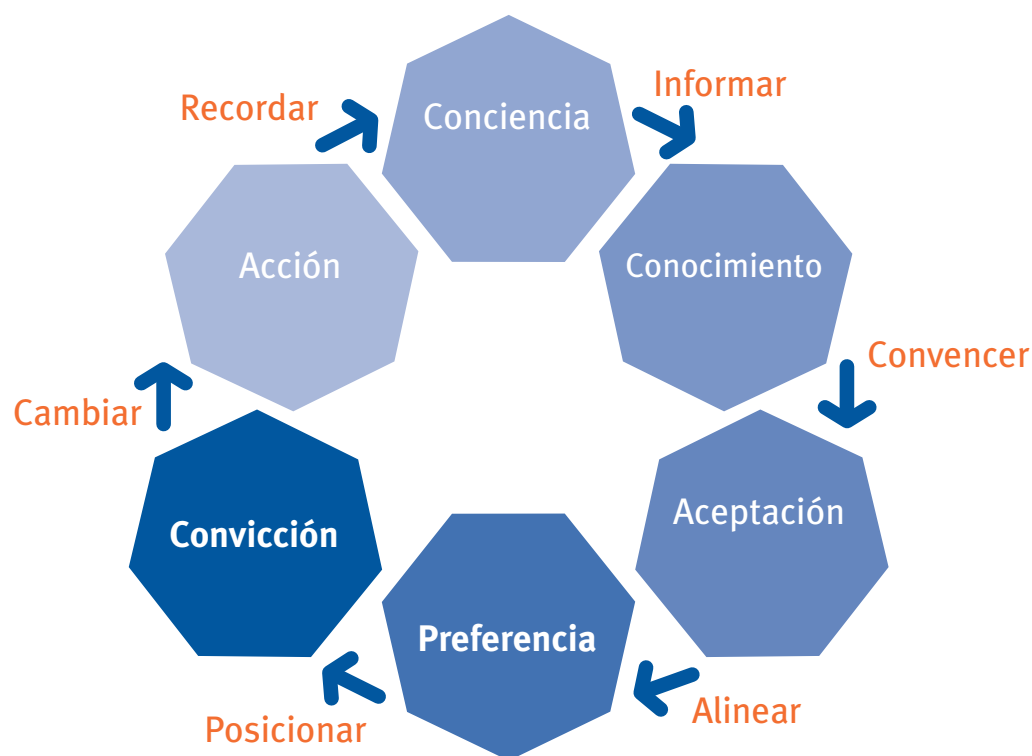 Conciencia
Informar
Conocimiento
Convencer
Aceptación
Alinear
Preferencia
Posicionar
Convicción
Cambiar
Acción
Recordar